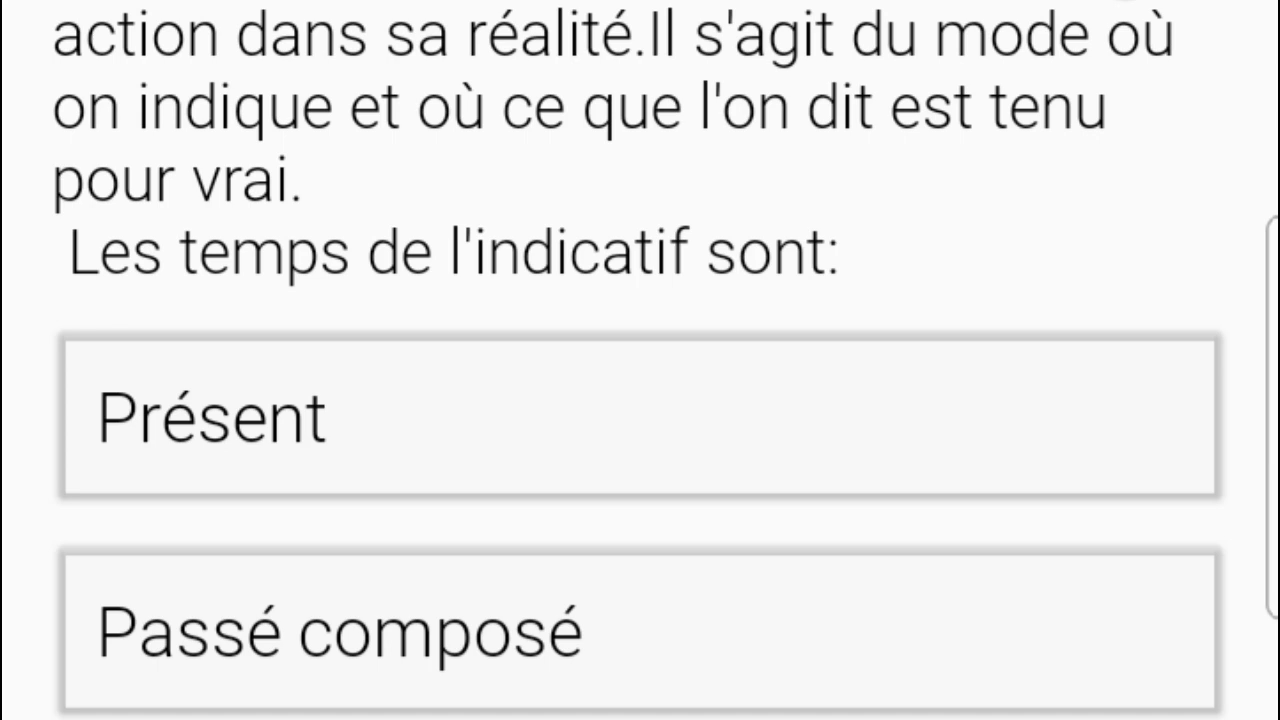 action dans sa réalité.Il s'agit du mode où
on indique et où ce que l'on dit est tenu
pour vrai.
Les temps de l'indicatif sont:
Présent
Passé composé